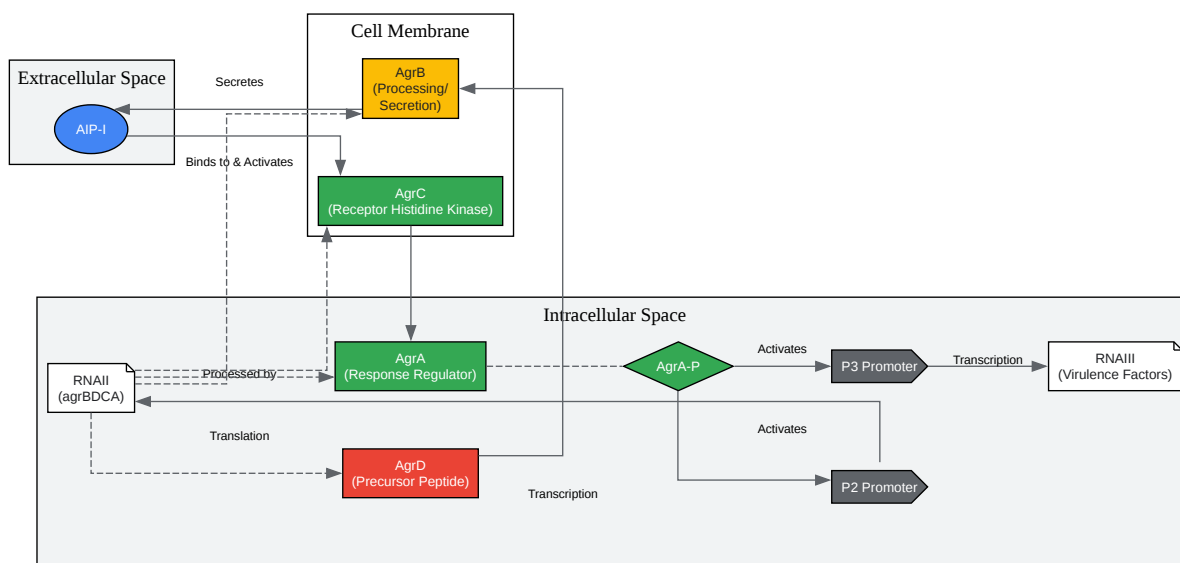 Cell Membrane
Extracellular Space
AgrB
(Processing/
Secretion)
Secretes
AIP-I
Binds to & Activates
AgrC
(Receptor Histidine Kinase)
Intracellular Space
RNAII
(agrBDCA)
Processed by
AgrA
(Response Regulator)
AgrA-P
Activates
P3 Promoter
Transcription
RNAIII
(Virulence Factors)
Translation
Activates
AgrD
(Precursor Peptide)
Transcription
P2 Promoter